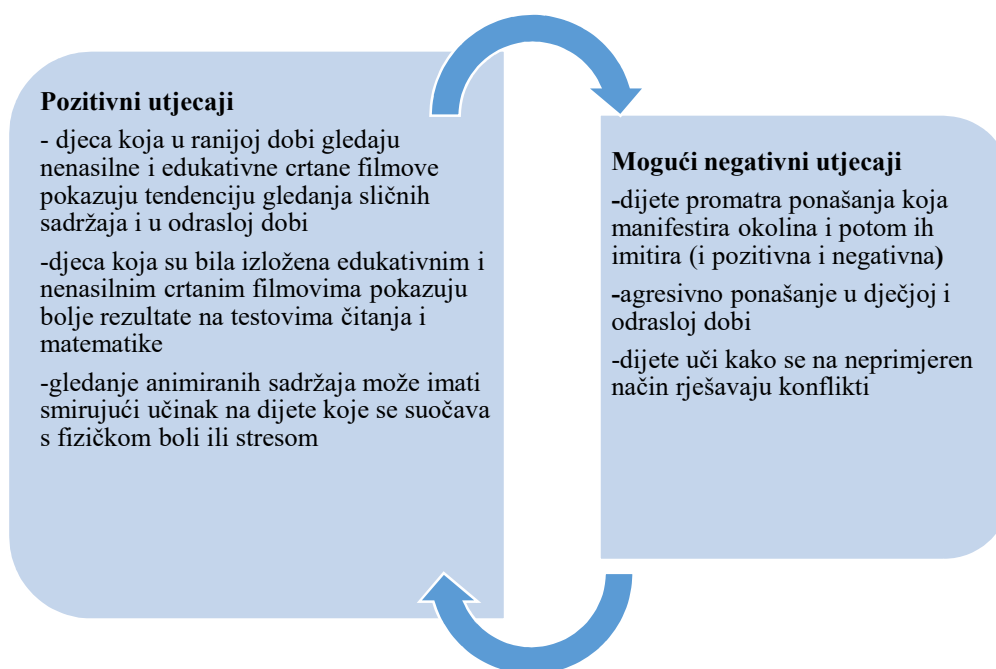 Pozitivni utjecaji
- djeca koja u ranijoj dobi gledaju
nenasilne i edukativne crtane filmove
pokazuju tendenciju gledanja sličnih
sadržaja i u odrasloj dobi
-djeca koja su bila izložena edukativnim i
nenasilnim crtanim filmovima pokazuju
bolje rezultate na testovima čitanja i
matematike
-gledanje animiranih sadržaja može imati
smirujući učinak na dijete koje se suočava
s fizičkom boli ili stresom
Mogući negativni utjecaji
-dijete promatra ponašanja koja
manifestira okolina i potom ih
imitira (i pozitivna i negativna)
-agresivno ponašanje u dječjoj i
odrasloj dobi
-dijete uči kako se na neprimjeren
način rješavaju konflikti